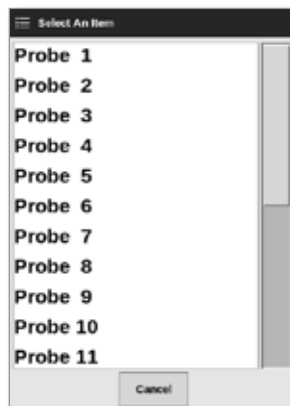 Select An Item
Probe 1
Probe 2
Probe 3
Probe 4
Probe 5
Probe 6
Probe 7
Probe 8
Probe 9
Probe 10
Probe 11
Cancel